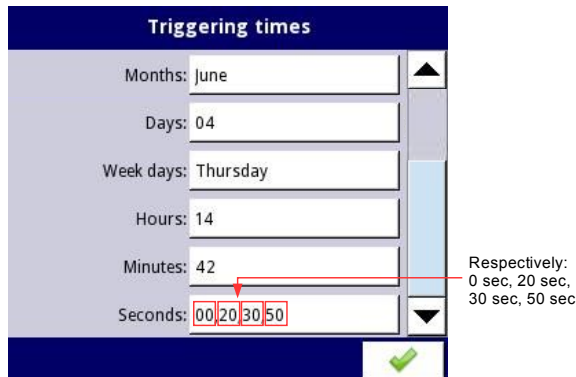 Triggering times
Months: June
Days: 04
Week days: Thursday
Hours: 14
Minutes: 42
Seconds: 00,20,30,50
Respectively:
0 sec, 20 sec,
30 sec, 50 sec